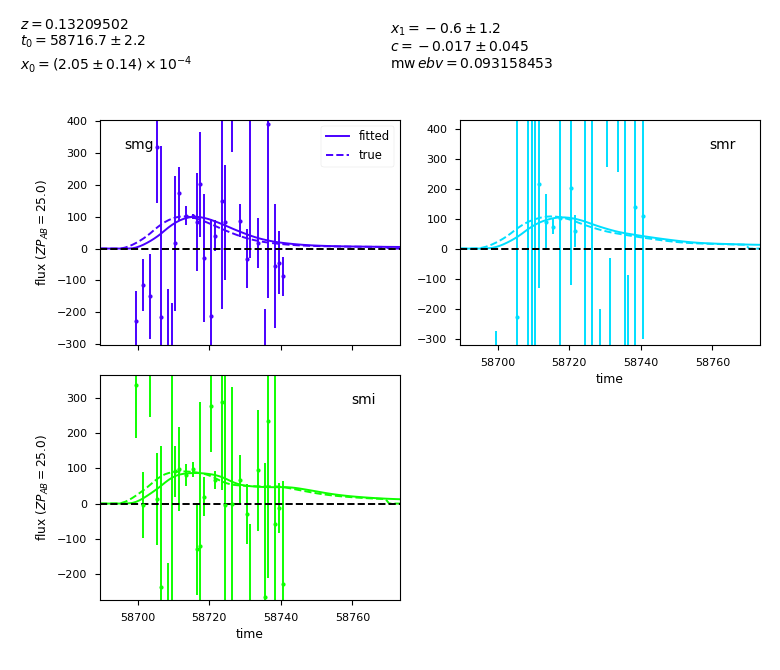 z = 0.13209502
t₀ = 58716.7 ± 2.2
x₀ = (2.05 ± 0.14) × 10⁻⁴
x₁ = −0.6 ± 1.2
c = −0.017 ± 0.045
mw ebv = 0.093158453
smg
fitted
true
400
300
200
100
0
−100
−200
−300
flux (ZP_AB = 25.0)
smr
400
300
200
100
0
−100
−200
−300
58700
58720
58740
58760
time
smi
300
200
100
0
−100
−200
flux (ZP_AB = 25.0)
58700
58720
58740
58760
time